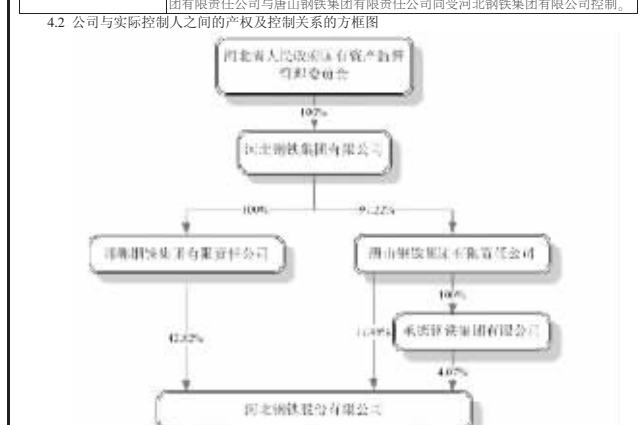 团有限责任公司与唐山钢铁集团有限责任公司同受河北钢铁集团有限公司控制。
4.2 公司与实际控制人之间的产权及控制关系的方框图
河北省人民政府国有资产监督
管理委员会
100%
河北钢铁集团有限公司
100%
邯郸钢铁集团有限责任公司
唐山钢铁集团有限责任公司
100%
承德钢铁集团有限公司
4.07%
河北钢铁股份有限公司